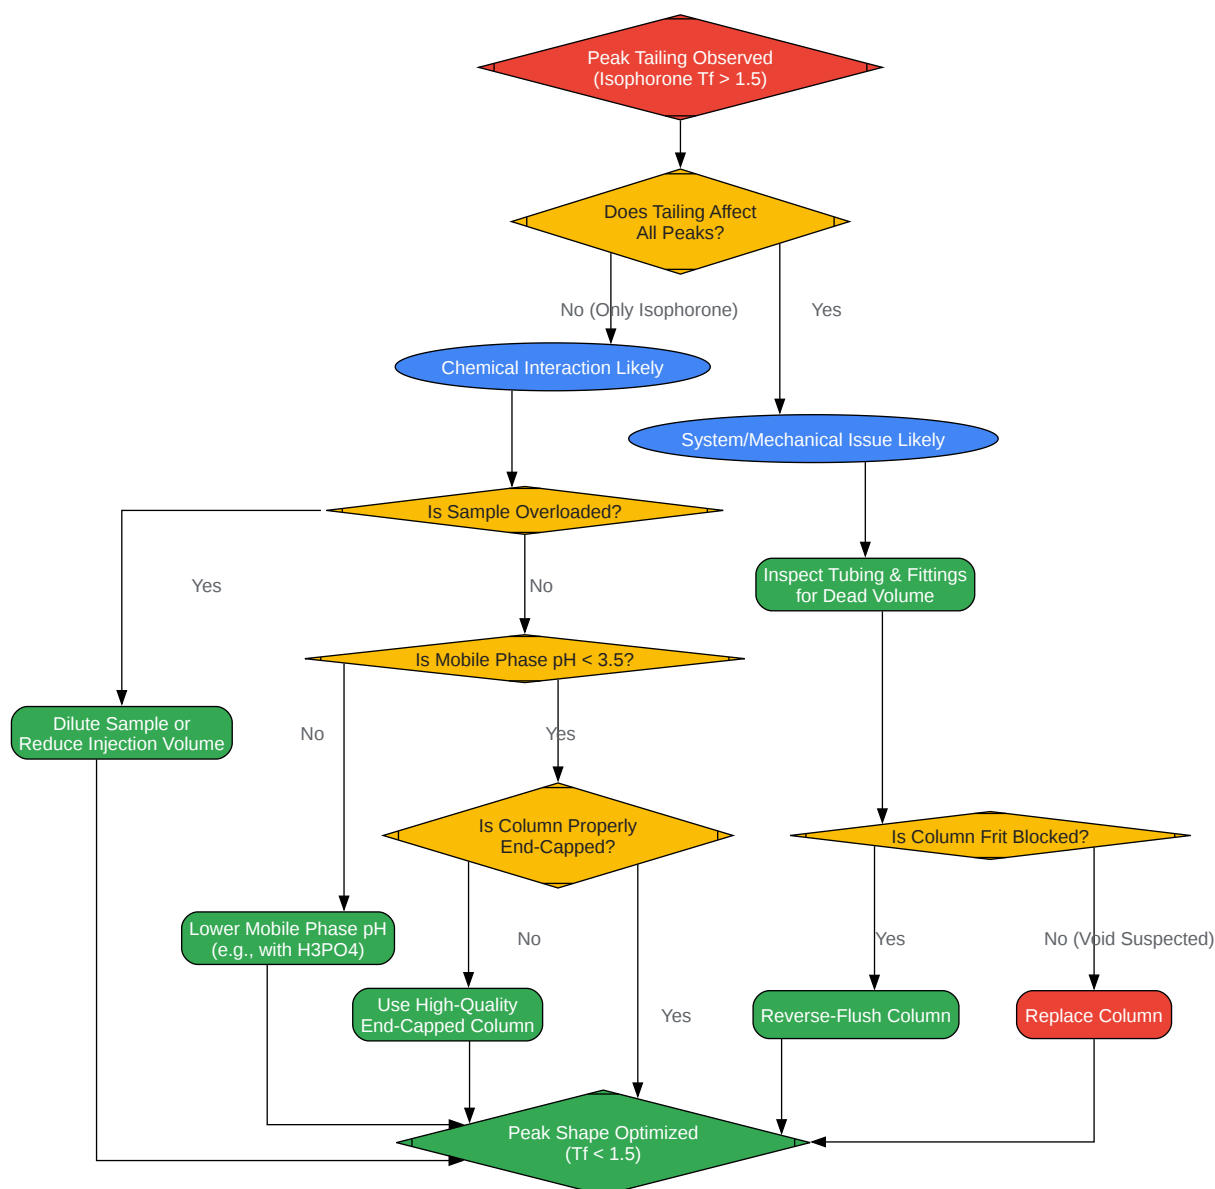 Peak Tailing Observed
(Isophorone Tf > 1.5)
Does Tailing Affect
All Peaks?
No (Only Isophorone)
Yes
Chemical Interaction Likely
System/Mechanical Issue Likely
Is Sample Overloaded?
Inspect Tubing & Fittings
for Dead Volume
Yes
No
Is Mobile Phase pH < 3.5?
Dilute Sample or
Reduce Injection Volume
No
Yes
Is Column Properly
End-Capped?
Is Column Frit Blocked?
Lower Mobile Phase pH
(e.g., with H3PO4)
No
Yes
No (Void Suspected)
Use High-Quality
End-Capped Column
Yes
Reverse-Flush Column
Replace Column
Peak Shape Optimized
(Tf < 1.5)